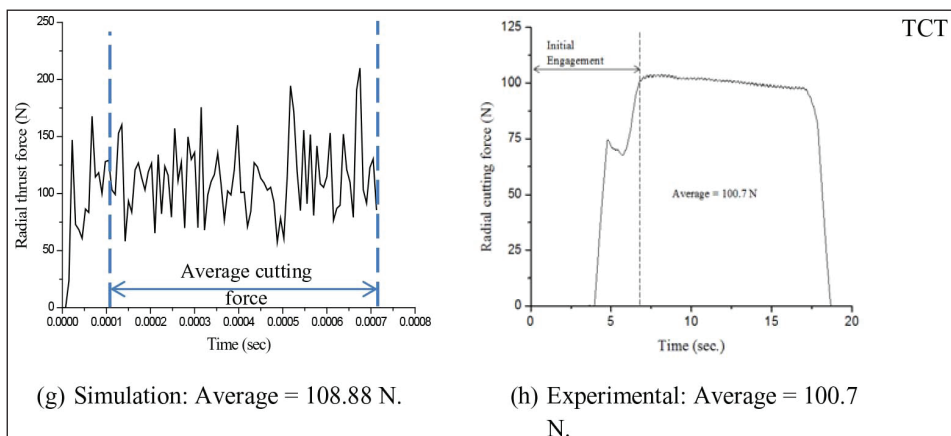 TCT
250
200
150
100
50
0
Radial thrust force (N)
Average cutting
force
0.0000 0.0001 0.0002 0.0003 0.0004 0.0005 0.0006 0.0007 0.0008
Time (sec)
(g) Simulation: Average = 108.88 N.
Initial
Engagement
125
100
75
50
25
0
Radial cutting force (N)
Average = 100.7 N
0 5 10 15 20
Time (sec.)
(h) Experimental: Average = 100.7
N.